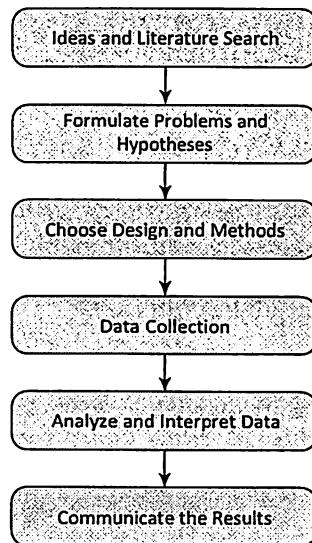 Ideas and Literature Search
Formulate Problems and
Hypotheses
Choose Design and Methods
Data Collection
Analyze and Interpret Data
Communicate the Results